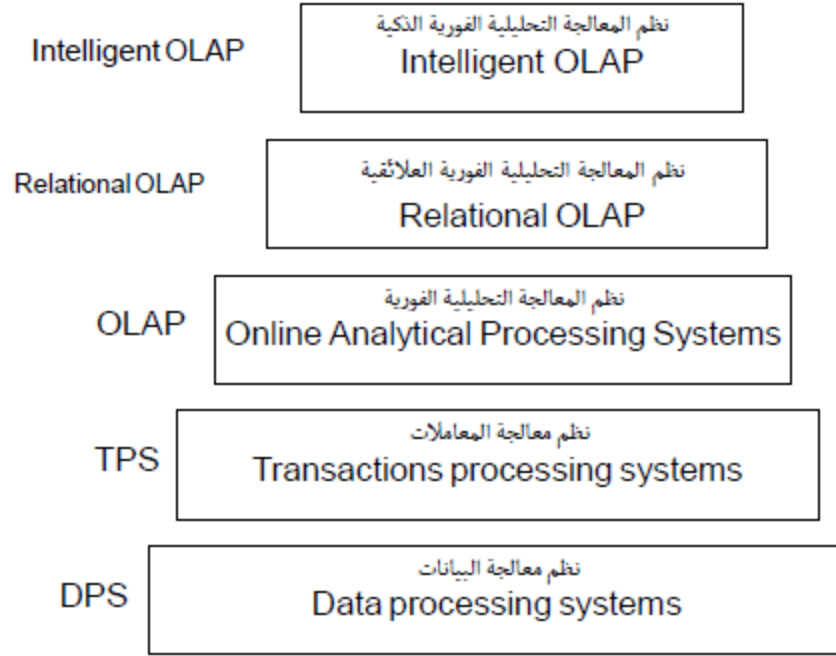 نظم المعالجة التحليلية الفورية الذكية
Intelligent OLAP
Intelligent OLAP
نظم المعالجة التحليلية الفورية العلائقية
Relational OLAP
Relational OLAP
نظم المعالجة التحليلية الفورية
OLAP
Online Analytical Processing Systems
نظم معالجة المعاملات
TPS
Transactions processing systems
نظم معالجة البيانات
DPS
Data processing systems